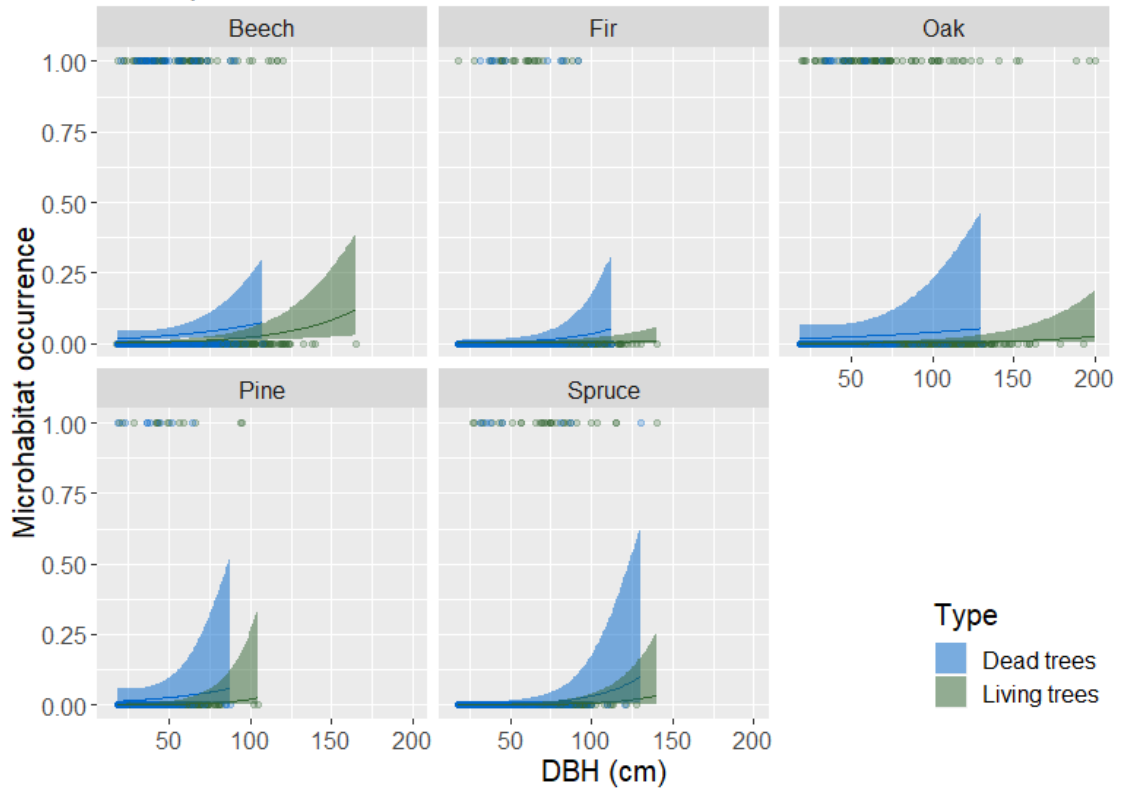 Beech
Fir
Oak
1.00
0.75
0.50
0.25
0.00
50 100 150 200
Pine
Spruce
1.00
0.75
0.50
0.25
0.00
50 100 150 200
50 100 150 200
Microhabitat occurrence
DBH (cm)
Type
Dead trees
Living trees